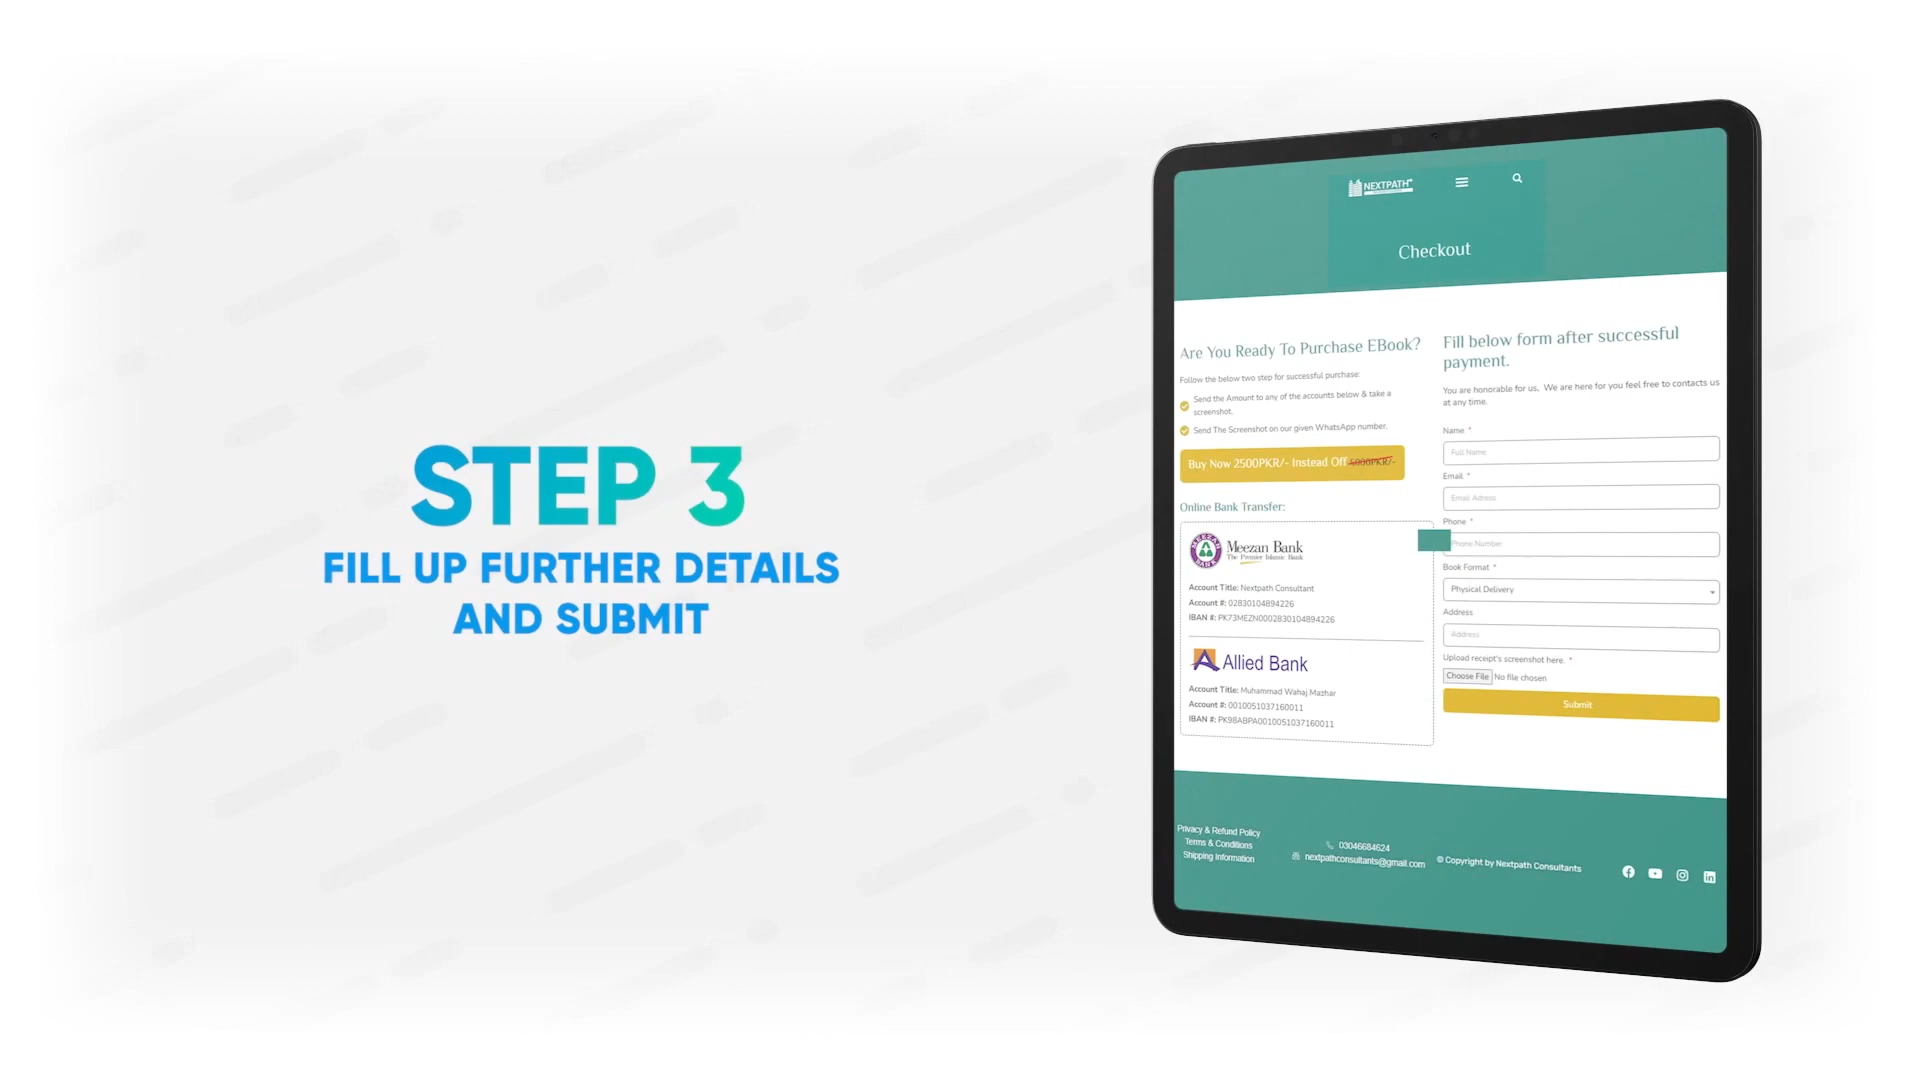 STEP 3
FILL UP FURTHER DETAILS
AND SUBMIT
NEXTPATH
Checkout
Are You Ready To Purchase EBook?
Follow the below two step for successful purchase:
Send the Amount to any of the accounts below & take a
screenshot.
Send The Screenshot on our given WhatsApp number.
Buy Now 2500PKR/- Instead Off 5000PKR/-
Online Bank Transfer:
MEEZAN BANK
Meezan Bank
The Premier Islamic Bank
Account Title: Nextpath Consultant
Account #: 02830104894226
IBAN #: PK73MEZN0002830104894226
Allied Bank
Account Title: Muhammad Wahaj Mazhar
Account #: 0010051037160011
IBAN #: PK98ABPA0010051037160011
Fill below form after successful
payment.
You are honorable for us, We are here for you feel free to contacts us
at any time.
Name *
Full Name
Email *
Email Adress
Phone *
Phone Number
Book Format *
Physical Delivery
Address
Address
Upload receipt's screenshot here. *
Choose File No file chosen
Submit
Privacy & Refund Policy
Terms & Conditions
Shipping Information
03046684624
nextpathconsultants@gmail.com
© Copyright by Nextpath Consultants